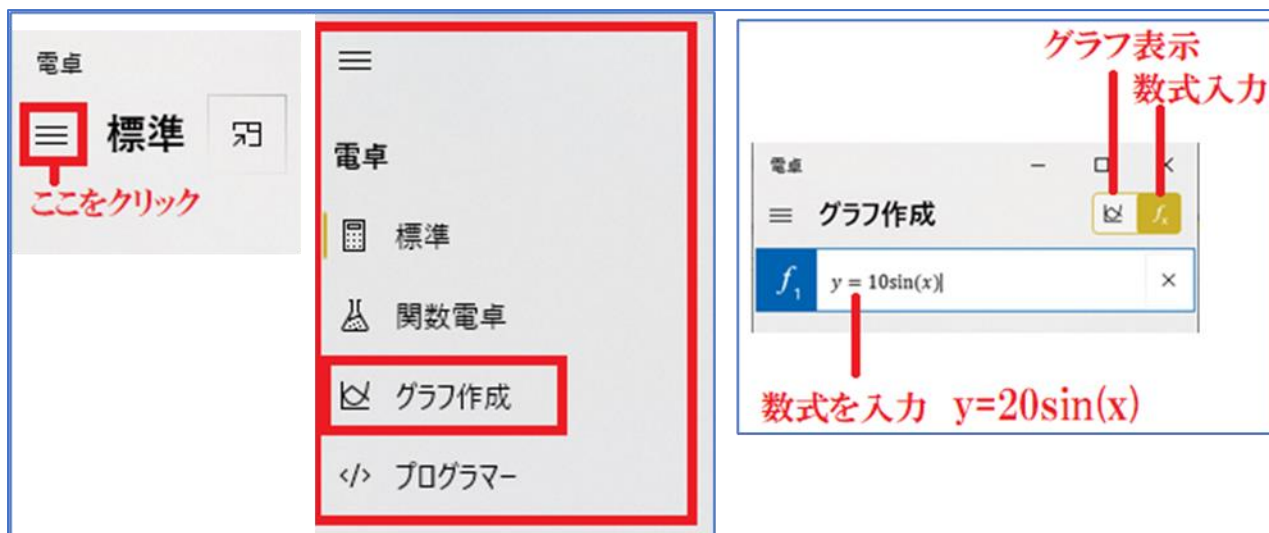 電卓
標準
ここをクリック
電卓
標準
関数電卓
グラフ作成
</> プログラマー
グラフ表示
数式入力
電卓
グラフ作成
fx
f1 y = 10sin(x)
数式を入力 y=20sin(x)